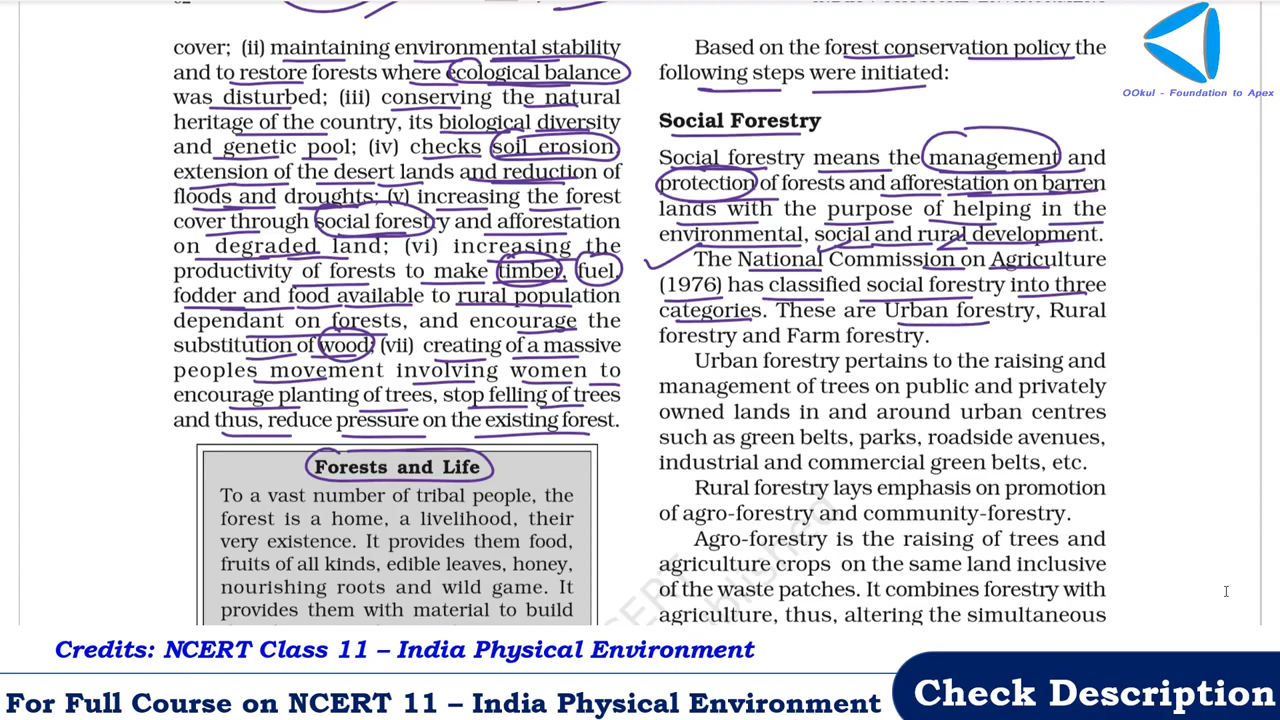 cover; (ii) maintaining environmental stability
and to restore forests where ecological balance
was disturbed; (iii) conserving the natural
heritage of the country, its biological diversity
and genetic pool; (iv) checks soil erosion
extension of the desert lands and reduction of
floods and droughts; (v) increasing the forest
cover through social forestry and afforestation
on degraded land; (vi) increasing the
productivity of forests to make timber, fuel,
fodder and food available to rural population
dependant on forests, and encourage the
substitution of wood; (vii) creating of a massive
peoples movement involving women to
encourage planting of trees, stop felling of trees
and thus, reduce pressure on the existing forest.
Forests and Life
To a vast number of tribal people, the
forest is a home, a livelihood, their
very existence. It provides them food,
fruits of all kinds, edible leaves, honey,
nourishing roots and wild game. It
provides them with material to build
Based on the forest conservation policy the
following steps were initiated:
Social Forestry
Social forestry means the management and
protection of forests and afforestation on barren
lands with the purpose of helping in the
environmental, social and rural development.
The National Commission on Agriculture
(1976) has classified social forestry into three
categories. These are Urban forestry, Rural
forestry and Farm forestry.
Urban forestry pertains to the raising and
management of trees on public and privately
owned lands in and around urban centres
such as green belts, parks, roadside avenues,
industrial and commercial green belts, etc.
Rural forestry lays emphasis on promotion
of agro-forestry and community-forestry.
Agro-forestry is the raising of trees and
agriculture crops on the same land inclusive
of the waste patches. It combines forestry with
agriculture, thus, altering the simultaneous
OOkul - Foundation to Apex
Credits: NCERT Class 11 – India Physical Environment
For Full Course on NCERT 11 – India Physical Environment
Check Description